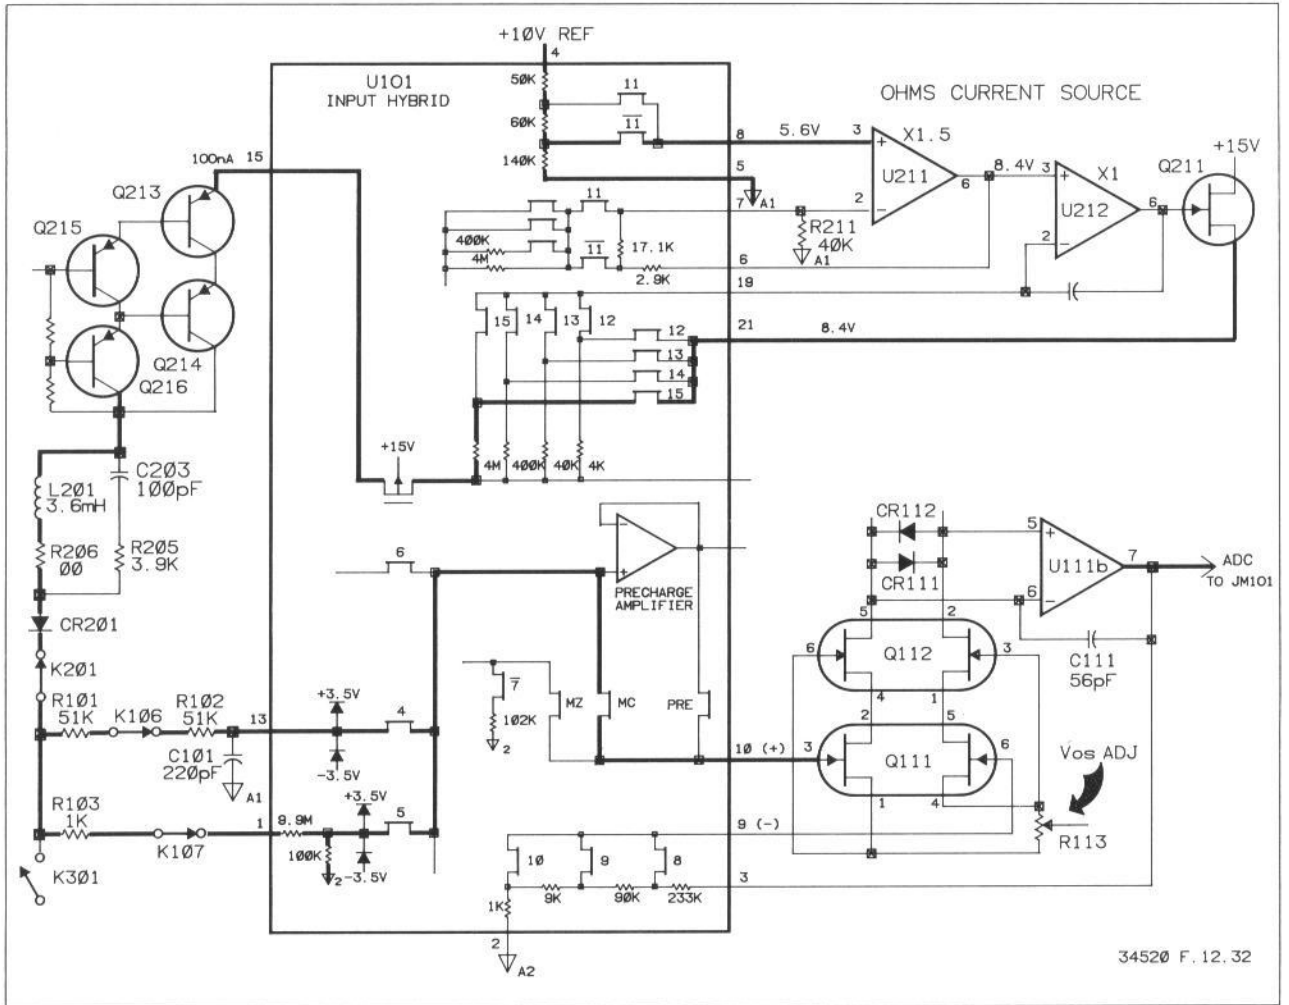 +10V REF
4
U101
INPUT HYBRID
50K
11
OHMS CURRENT SOURCE
60K
11
8
5.6V
3
X1.5
+15V
100nA
15
140K
5
U211
6
8.4V
3
X1
Q211
Q213
A1
2
U212
6
7
11
R211
40K
A1
2
Q215
400K
4M
17.1K
11
2.9K
6
19
15
14
13
12
12
21
8.4V
13
14
15
Q214
Q216
+15V
4M
400K
40K
4K
C203
100pF
L201
3.6mH
R206
00
R205
3.9K
6
PRECHARGE
AMPLIFIER
CR112
CR111
5
U111b
7
6
ADC
TO JM101
CR201
5
2
6
Q112
3
C111
56pF
K201
7
4
1
R101
51K
K106
R102
51K
13
+3.5V
4
102K
2
MZ
MC
PRE
2
5
C101
220pF
A1
-3.5V
10 (+)
3
Q111
6
Vos ADJ
+3.5V
1
4
R103
1K
K107
1
9.9M
5
100K
2
-3.5V
9 (-)
R113
10
9
8
K301
9K
90K
233K
3
1K
2
A2
34520 F.12.32